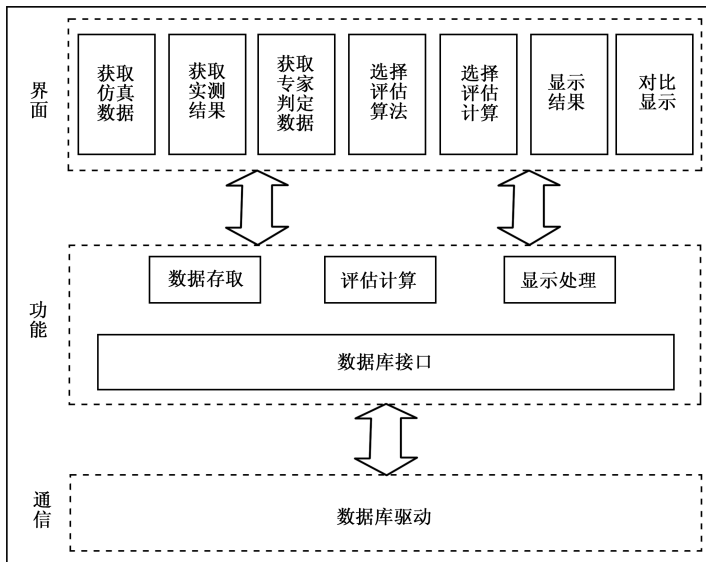 界面
获取
仿真
数据
获取
实测
结果
获取
专家
判定
数据
选择
评估
算法
选择
评估
计算
显示
结果
对比
显示
功能
数据存取
评估计算
显示处理
数据库接口
通信
数据库驱动